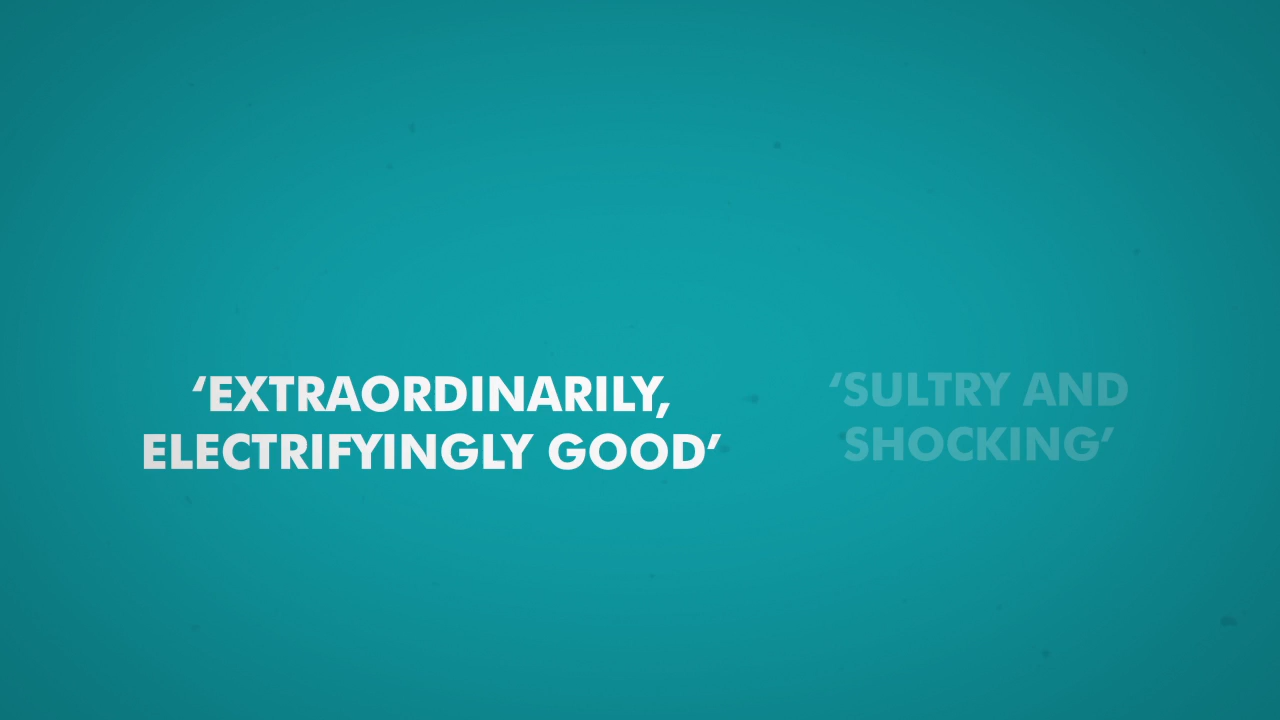 ‘EXTRAORDINARILY,
ELECTRIFYINGLY GOOD’
‘SULTRY AND
SHOCKING’